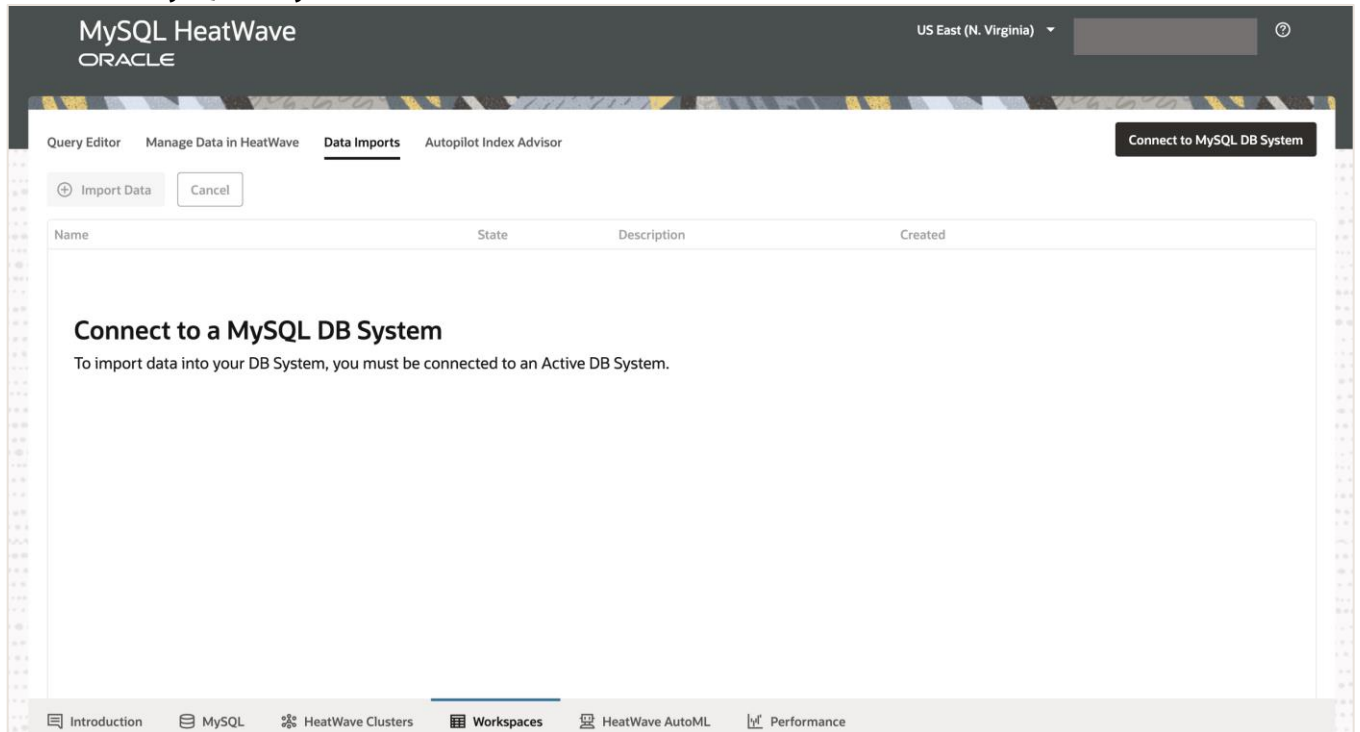 MySQL HeatWave
ORACLE
US East (N. Virginia)
Query Editor Manage Data in HeatWave Data Imports Autopilot Index Advisor Connect to MySQL DB System
Import Data Cancel
Name State Description Created
Connect to a MySQL DB System
To import data into your DB System, you must be connected to an Active DB System.
Introduction MySQL HeatWave Clusters Workspaces HeatWave AutoML Performance